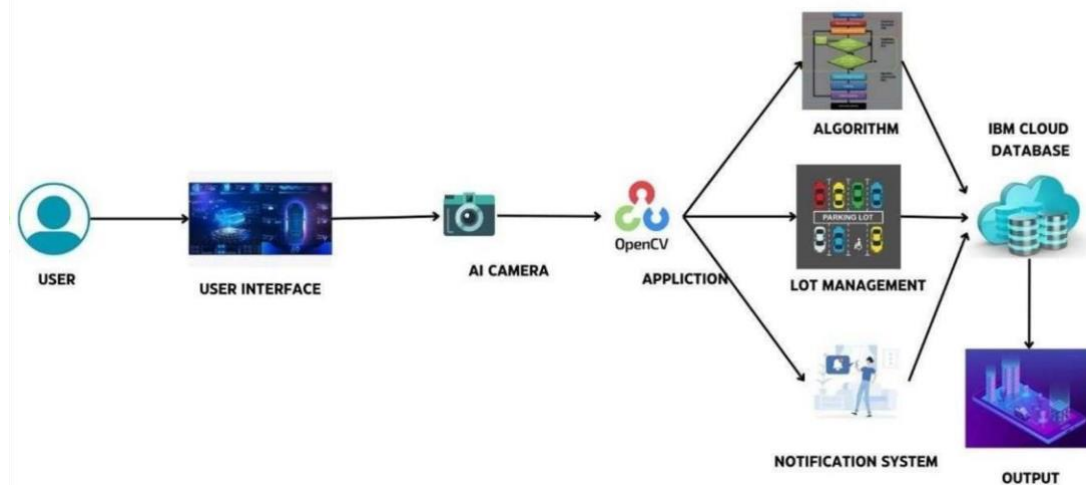 USER
USER INTERFACE
AI CAMERA
OpenCV
APPLICTION
ALGORITHM
PARKING LOT
LOT MANAGEMENT
NOTIFICATION SYSTEM
IBM CLOUD
DATABASE
OUTPUT